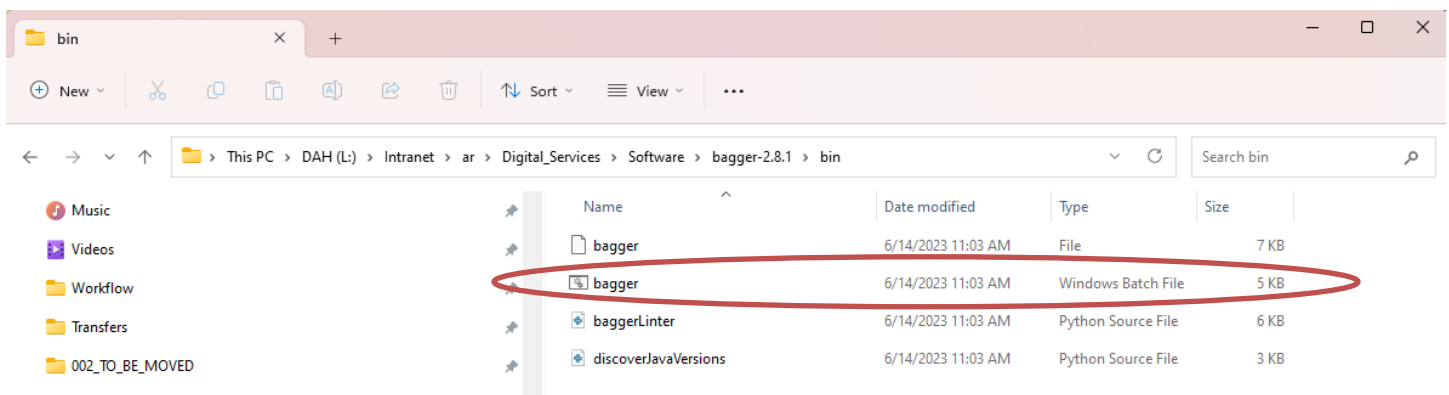 bin
New Sort View
This PC > DAH (L:) > Intranet > ar > Digital_Services > Software > bagger-2.8.1 > bin Search bin
Music Name Date modified Type Size
Videos bagger 6/14/2023 11:03 AM File 7 KB
Workflow bagger 6/14/2023 11:03 AM Windows Batch File 5 KB
Transfers baggerLinter 6/14/2023 11:03 AM Python Source File 6 KB
002_TO_BE_MOVED discoverJavaVersions 6/14/2023 11:03 AM Python Source File 3 KB